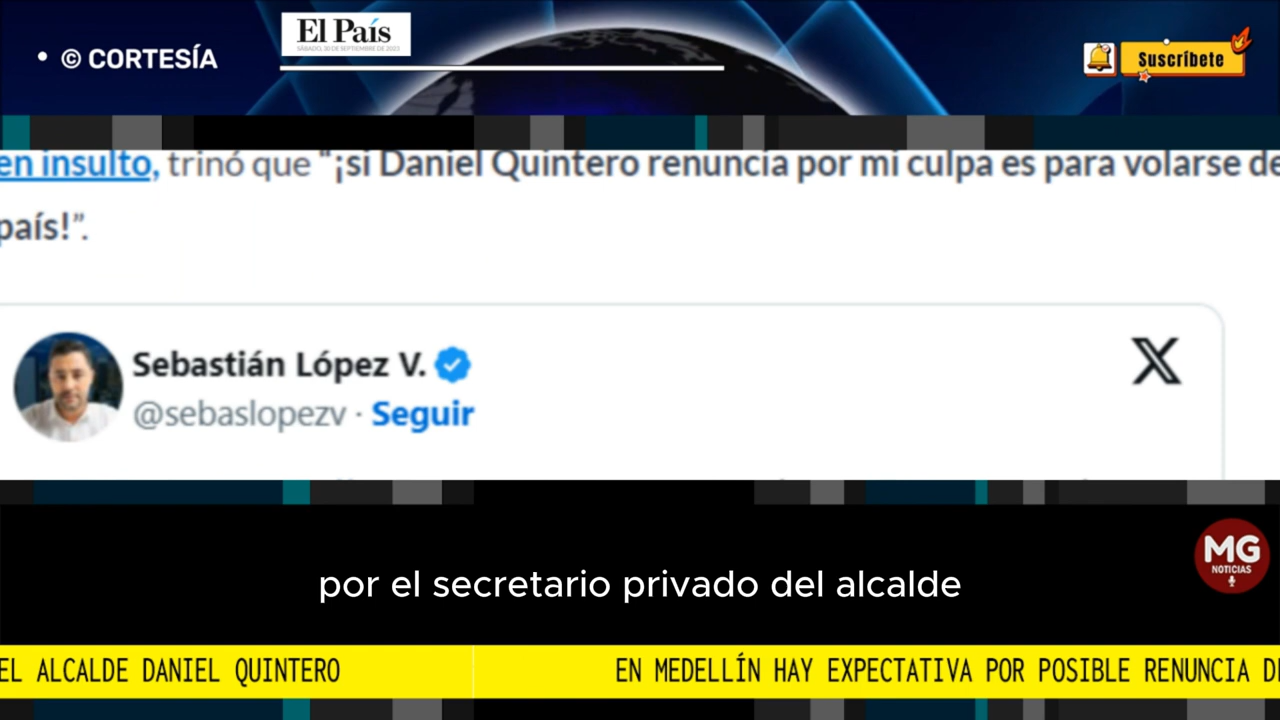 El País
SÁBADO, 30 DE SEPTIEMBRE DE 2023
• © CORTESÍA
Suscríbete
en insulto, trinó que “¡si Daniel Quintero renuncia por mi culpa es para volarse de
país!”.
Sebastián López V.
@sebaslopezv · Seguir
MG
NOTICIAS
por el secretario privado del alcalde
EL ALCALDE DANIEL QUINTERO
EN MEDELLÍN HAY EXPECTATIVA POR POSIBLE RENUNCIA D